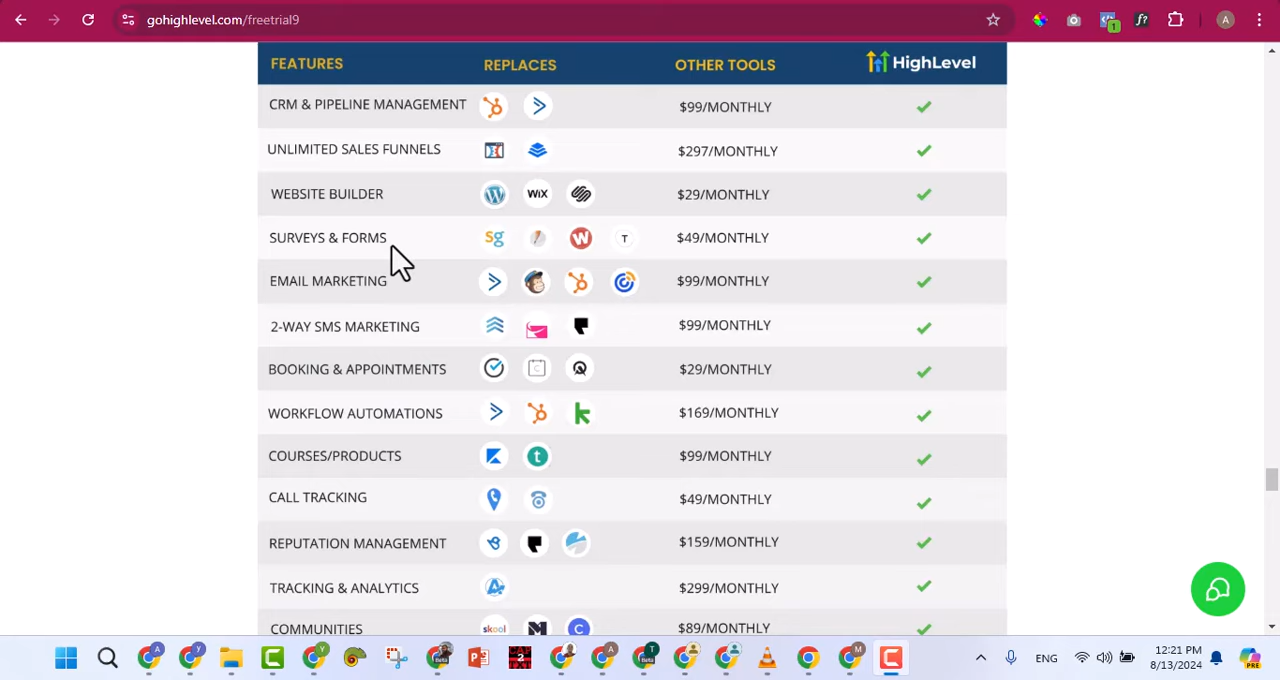 gohighlevel.com/freetrial9
A
1
FEATURES REPLACES OTHER TOOLS HighLevel
CRM & PIPELINE MANAGEMENT $99/MONTHLY
UNLIMITED SALES FUNNELS $297/MONTHLY
WEBSITE BUILDER WiX $29/MONTHLY
SURVEYS & FORMS sg W T $49/MONTHLY
EMAIL MARKETING $99/MONTHLY
2-WAY SMS MARKETING $99/MONTHLY
BOOKING & APPOINTMENTS $29/MONTHLY
WORKFLOW AUTOMATIONS $169/MONTHLY
COURSES/PRODUCTS $99/MONTHLY
CALL TRACKING $49/MONTHLY
REPUTATION MANAGEMENT $159/MONTHLY
TRACKING & ANALYTICS $299/MONTHLY
COMMUNITIES skool $89/MONTHLY
ENG
12:21 PM
8/13/2024